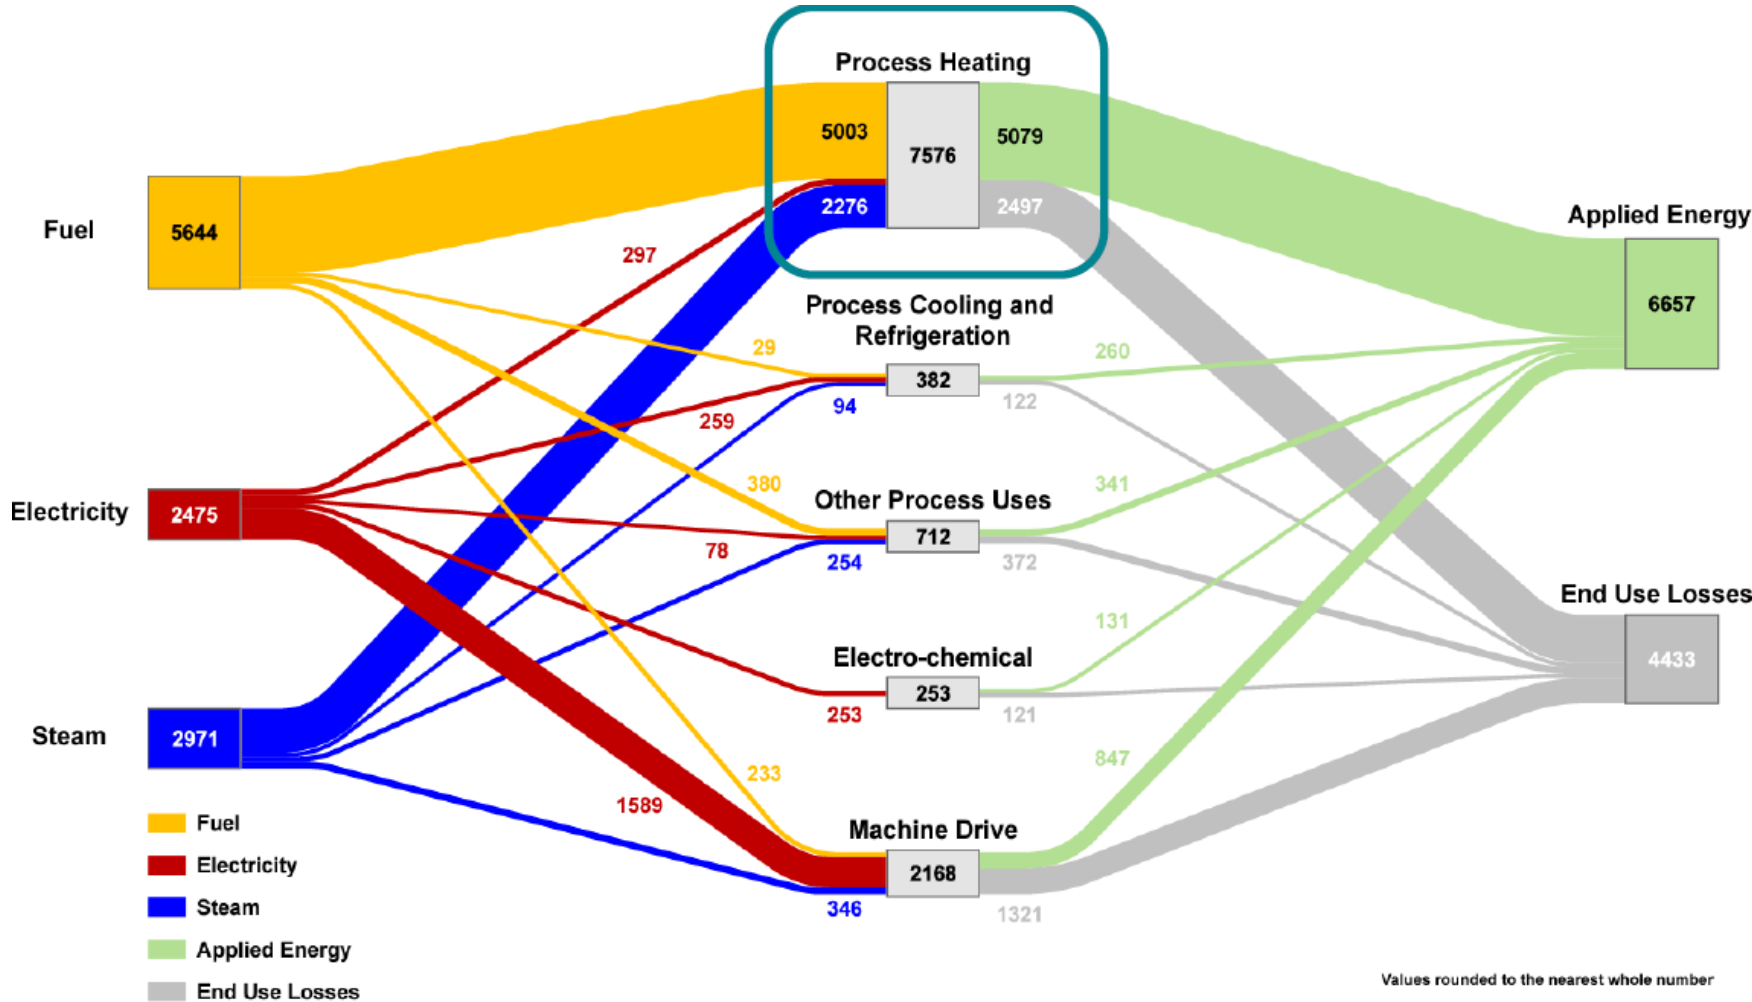 Process Heating
5003
7576
5079
2276
2497
Fuel
5644
297
Applied Energy
6657
Process Cooling and
Refrigeration
29
382
260
259
94
122
Electricity
2475
380
Other Process Uses
712
341
78
254
372
End Use Losses
4433
Electro-chemical
253
131
253
121
Steam
2971
233
1589
Machine Drive
2168
847
346
1321
Fuel
Electricity
Steam
Applied Energy
End Use Losses
Values rounded to the nearest whole number